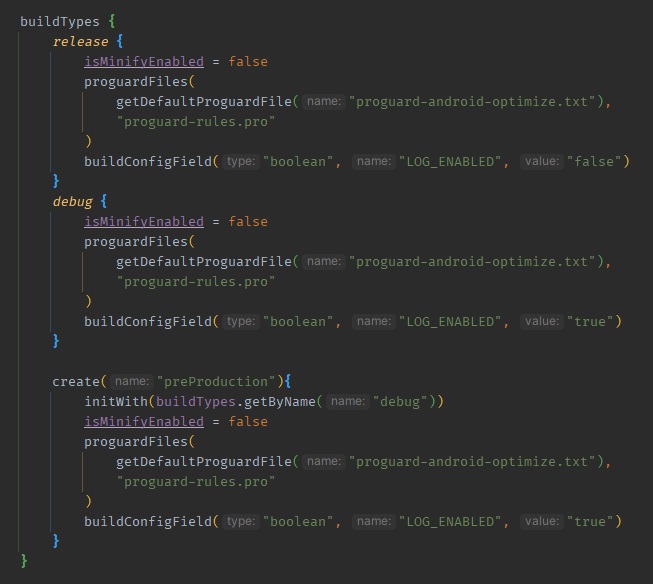 buildTypes {
    release {
        isMinifyEnabled = false
        proguardFiles(
            getDefaultProguardFile( name: "proguard-android-optimize.txt"),
            "proguard-rules.pro"
        )
        buildConfigField( type: "boolean", name: "LOG_ENABLED", value: "false")
    }
    debug {
        isMinifyEnabled = false
        proguardFiles(
            getDefaultProguardFile( name: "proguard-android-optimize.txt"),
            "proguard-rules.pro"
        )
        buildConfigField( type: "boolean", name: "LOG_ENABLED", value: "true")
    }

    create( name: "preProduction"){
        initWith(buildTypes.getByName( name: "debug"))
        isMinifyEnabled = false
        proguardFiles(
            getDefaultProguardFile( name: "proguard-android-optimize.txt"),
            "proguard-rules.pro"
        )
        buildConfigField( type: "boolean", name: "LOG_ENABLED", value: "true")
    }
}